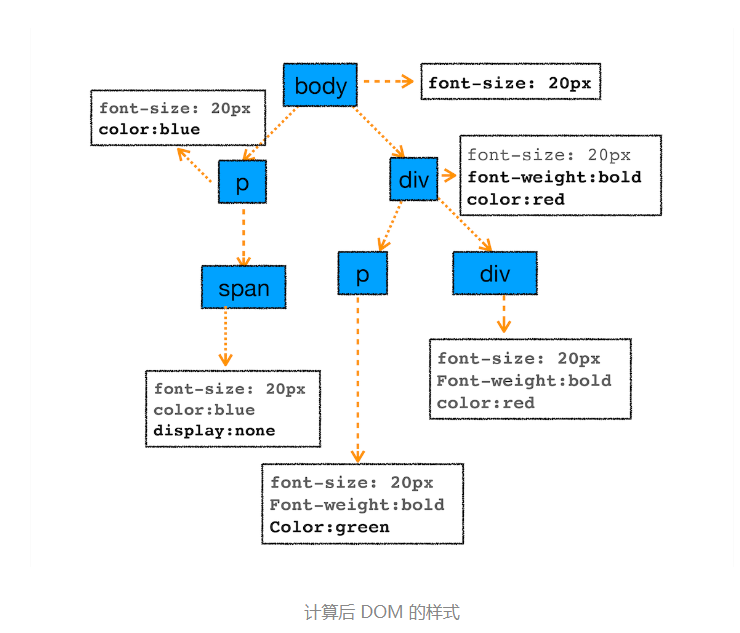 body
font-size: 20px
font-size: 20px
color:blue
p
div
font-size: 20px
font-weight:bold
color:red
span
p
div
font-size: 20px
color:blue
display:none
font-size: 20px
Font-weight:bold
color:red
font-size: 20px
Font-weight:bold
Color:green
计算后 DOM 的样式